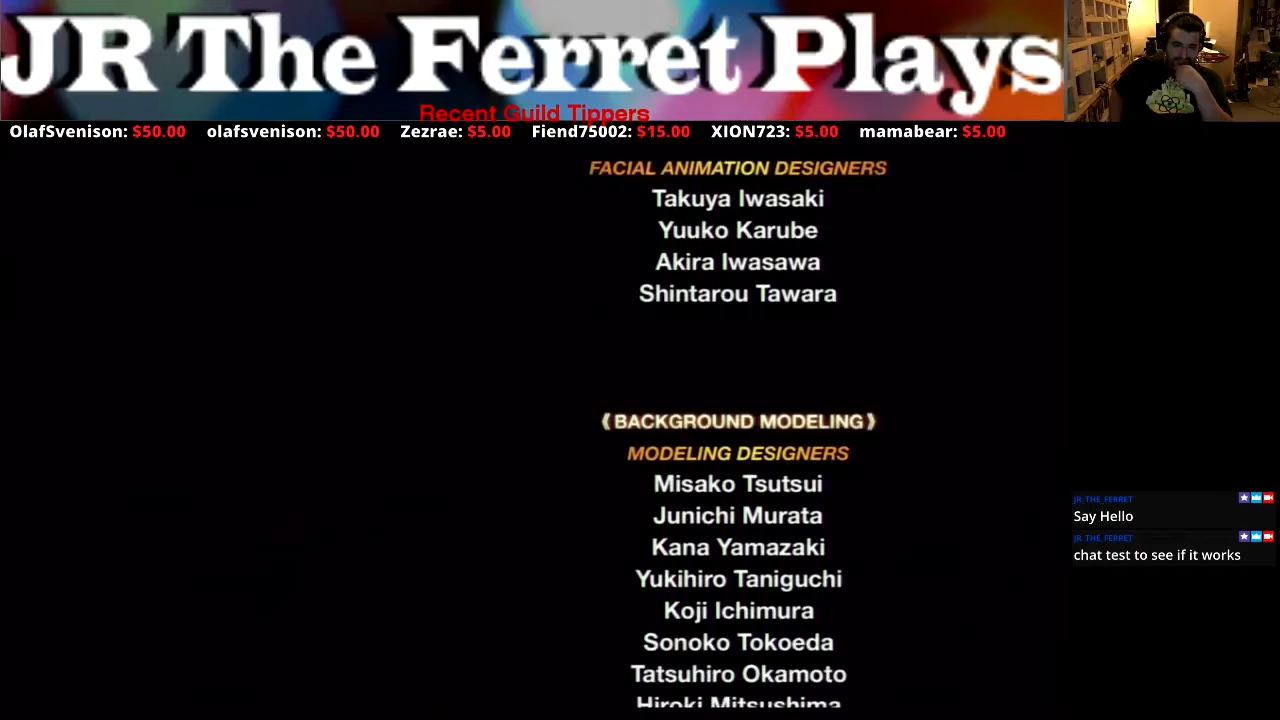 JR The Ferret Plays
Recent Guild Tippers
OlafSvenison: $50.00 olafsvenison: $50.00 Zezrae: $5.00 Fiend75002: $15.00 XION723: $5.00 mamabear: $5.00
FACIAL ANIMATION DESIGNERS
Takuya Iwasaki
Yuuko Karube
Akira Iwasawa
Shintarou Tawara
⟪BACKGROUND MODELING⟫
MODELING DESIGNERS
Misako Tsutsui
Junichi Murata
Kana Yamazaki
Yukihiro Taniguchi
Koji Ichimura
Sonoko Tokoeda
Tatsuhiro Okamoto
Hiroki Mitsushima
JR_THE_FERRET
Say Hello
JR_THE_FERRET
chat test to see if it works